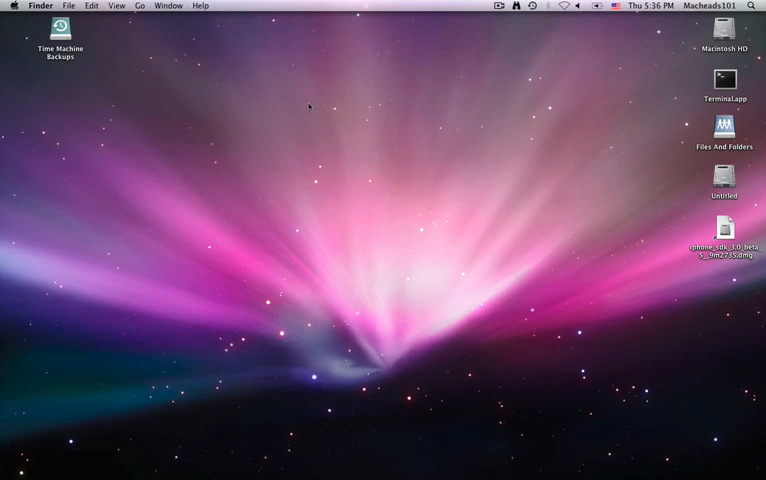 Finder File Edit View Go Window Help Thu 5:36 PM Macheads101
Time Machine
Backups
Macintosh HD
Terminal.app
Files And Folders
Untitled
iphone_sdk_3.0_beta_
5__9m2735.dmg